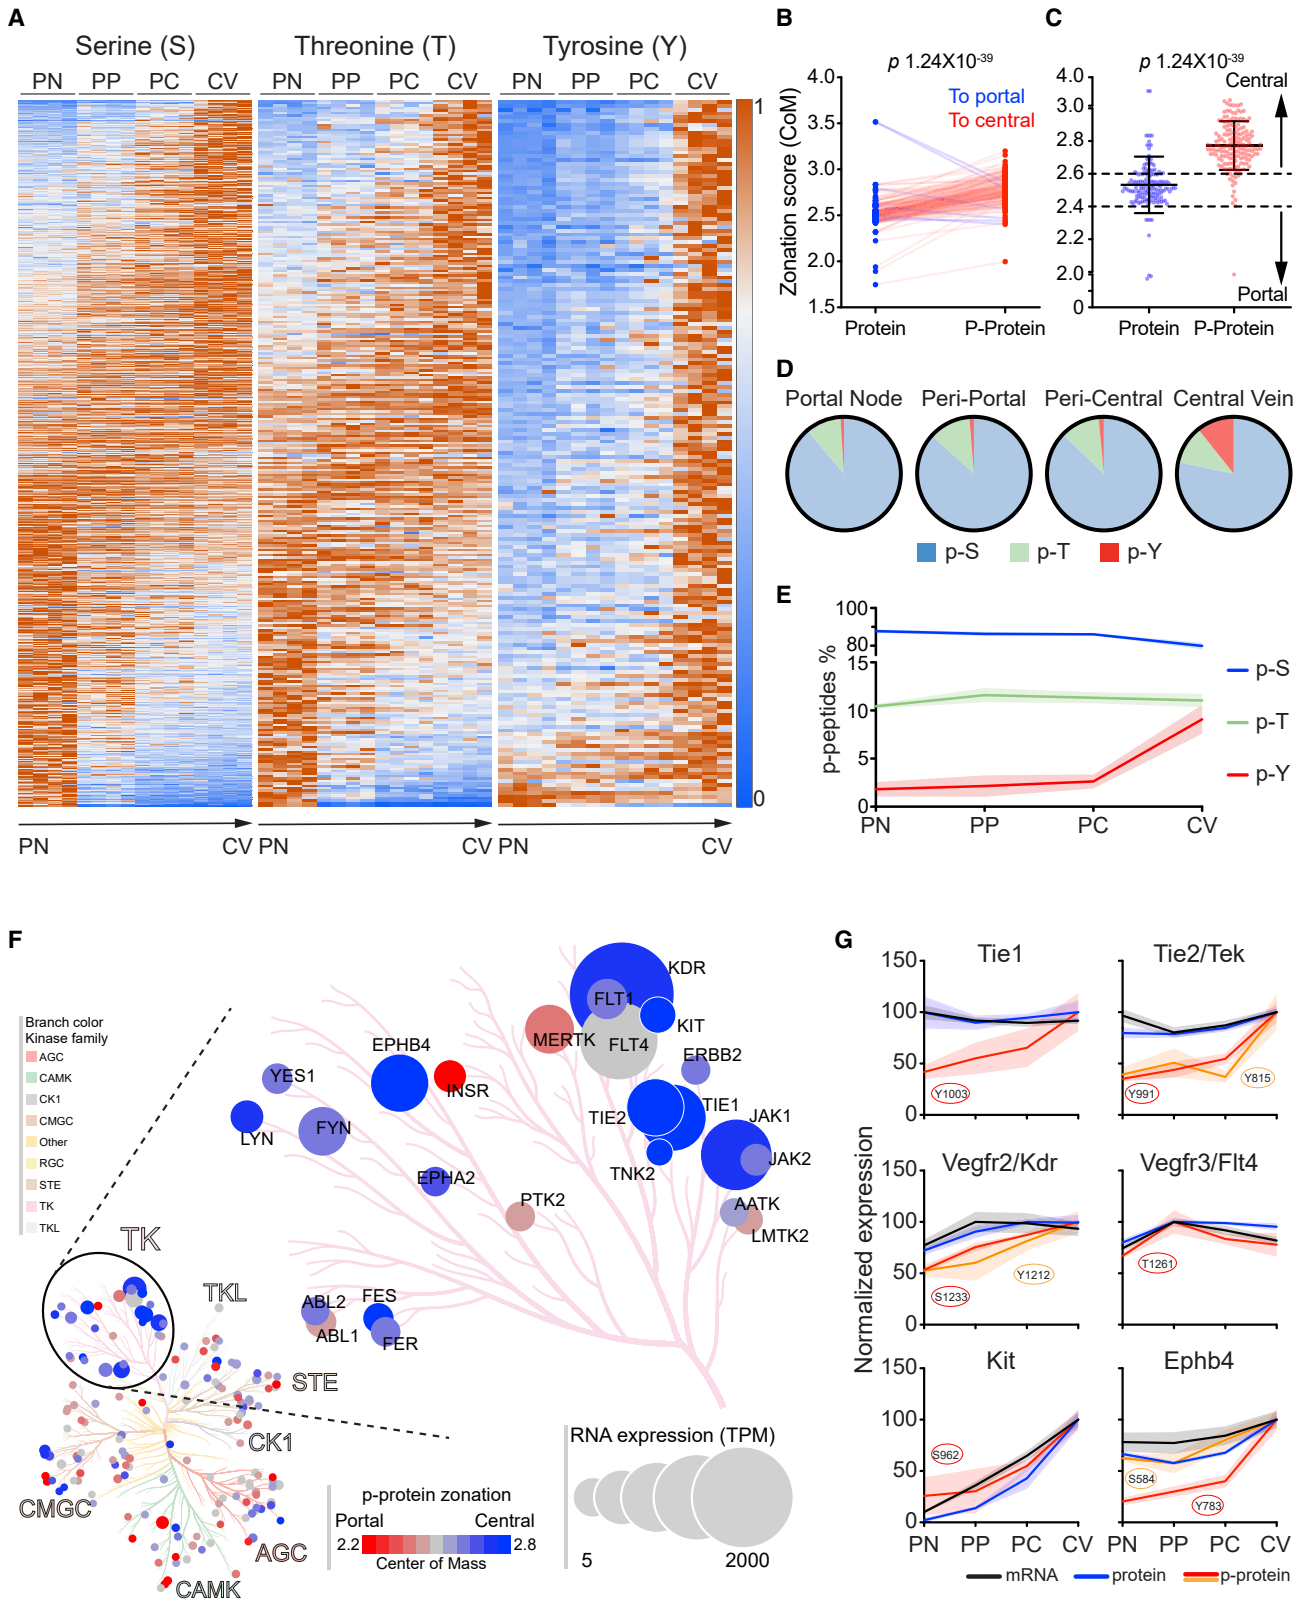 A
Serine (S)
Threonine (T)
Tyrosine (Y)
PN PP PC CV
PN PP PC CV
PN PP PC CV
1
0
PN CV
PN CV
PN CV
B
p 1.24X10-39
To portal
To central
Zonation score (CoM)
4.0
3.5
3.0
2.5
2.0
1.5
Protein P-Protein
C
p 1.24X10-39
Central
4.0
3.0
2.8
2.6
2.4
2.2
2.0
0
Portal
Protein P-Protein
D
Portal Node Peri-Portal Peri-Central Central Vein
p-S p-T p-Y
E
p-peptides %
100
80
15
10
5
0
PN PP PC CV
p-S
p-T
p-Y
F
Branch color
Kinase family
AGC
CAMK
CK1
CMGC
Other
RGC
STE
TK
TKL
KDR
FLT1
KIT
MERTK
FLT4
EPHB4
ERBB2
YES1
INSR
TIE2
TIE1
JAK1
LYN
FYN
JAK2
TNK2
EPHA2
PTK2
AATK
LMTK2
ABL2
FES
ABL1
FER
TK
TKL
STE
CK1
CMGC
AGC
CAMK
p-protein zonation
Portal Central
2.2 2.8
Center of Mass
RNA expression (TPM)
5 2000
G
Normalized expression
Tie1
150
100
50
0
Y1003
Tie2/Tek
Y991
Y815
Vegfr2/Kdr
150
100
50
0
S1233
Y1212
Vegfr3/Flt4
T1261
Kit
150
100
50
0
S962
PN PP PC CV
Ephb4
S584
Y783
PN PP PC CV
mRNA protein p-protein